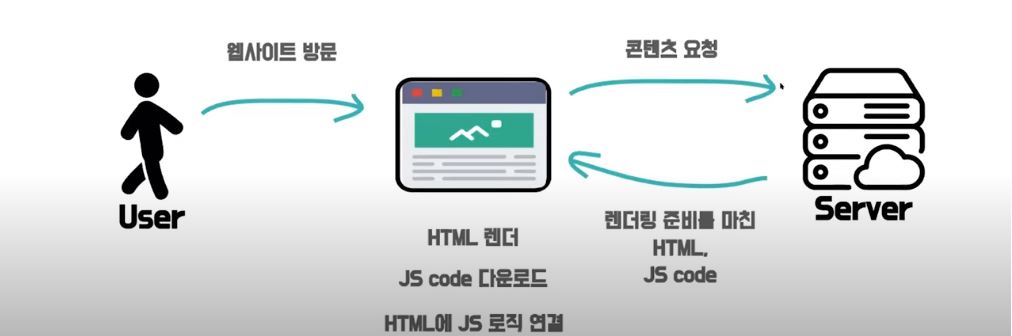 웹사이트 방문
콘텐츠 요청
User
Server
HTML 렌더
JS code 다운로드
HTML에 JS 로직 연결
렌더링 준비를 마친
HTML,
JS code